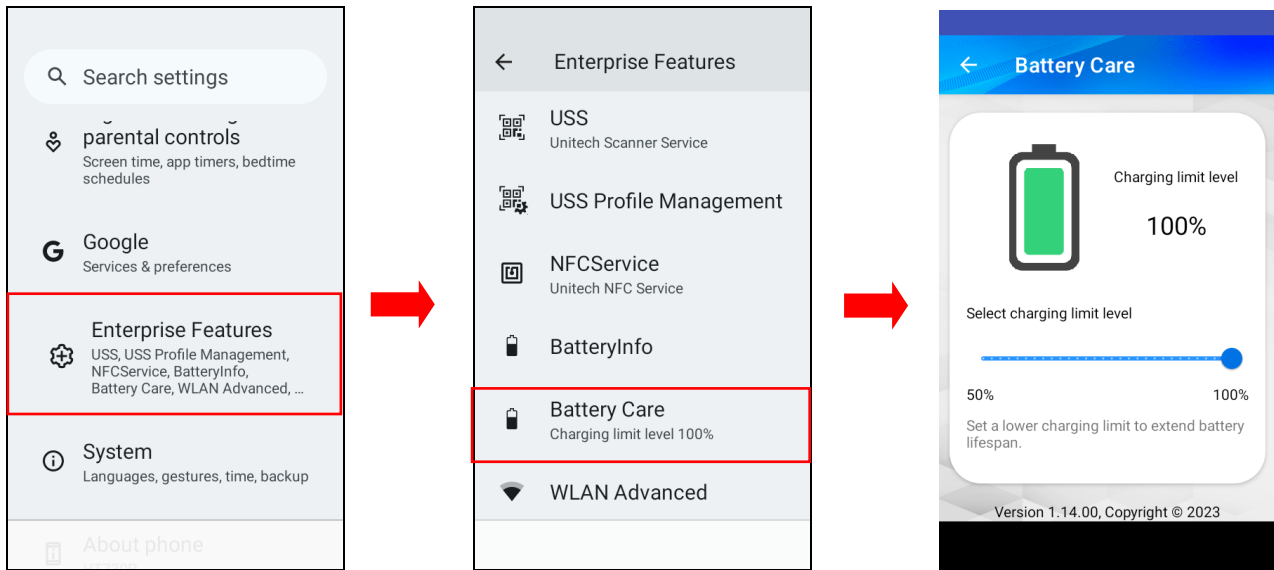 Search settings
parental controls
Screen time, app timers, bedtime
schedules
Google
Services & preferences
Enterprise Features
USS, USS Profile Management,
NFCService, BatteryInfo,
Battery Care, WLAN Advanced, ...
System
Languages, gestures, time, backup
About phone
Enterprise Features
USS
Unitech Scanner Service
USS Profile Management
NFCService
Unitech NFC Service
BatteryInfo
Battery Care
Charging limit level 100%
WLAN Advanced
Battery Care
Charging limit level
100%
Select charging limit level
50%
100%
Set a lower charging limit to extend battery
lifespan.
Version 1.14.00, Copyright © 2023